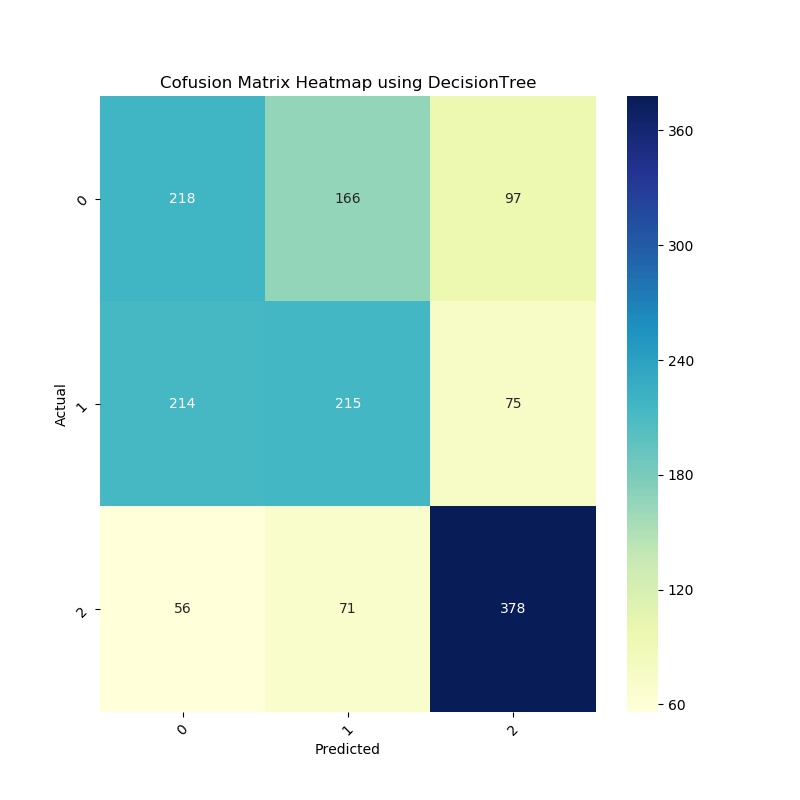 Cofusion Matrix Heatmap using DecisionTree
218 166 97
214 215 75
56 71 378
0
1
2
Actual
0 1 2
Predicted
360
300
240
180
120
60